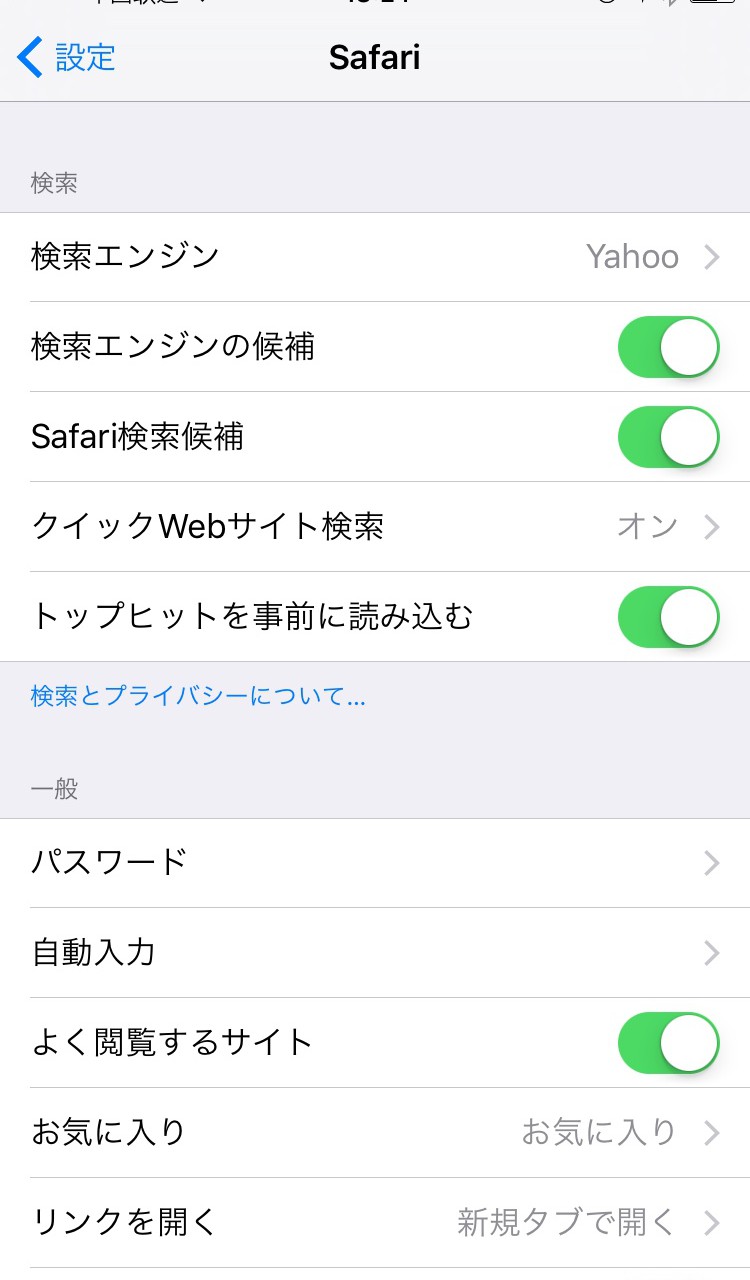 設定
Safari
検索
検索エンジン Yahoo
検索エンジンの候補
Safari検索候補
クイックWebサイト検索 オン
トップヒットを事前に読み込む
検索とプライバシーについて...
一般
パスワード
自動入力
よく閲覧するサイト
お気に入り お気に入り
リンクを開く 新規タブで開く